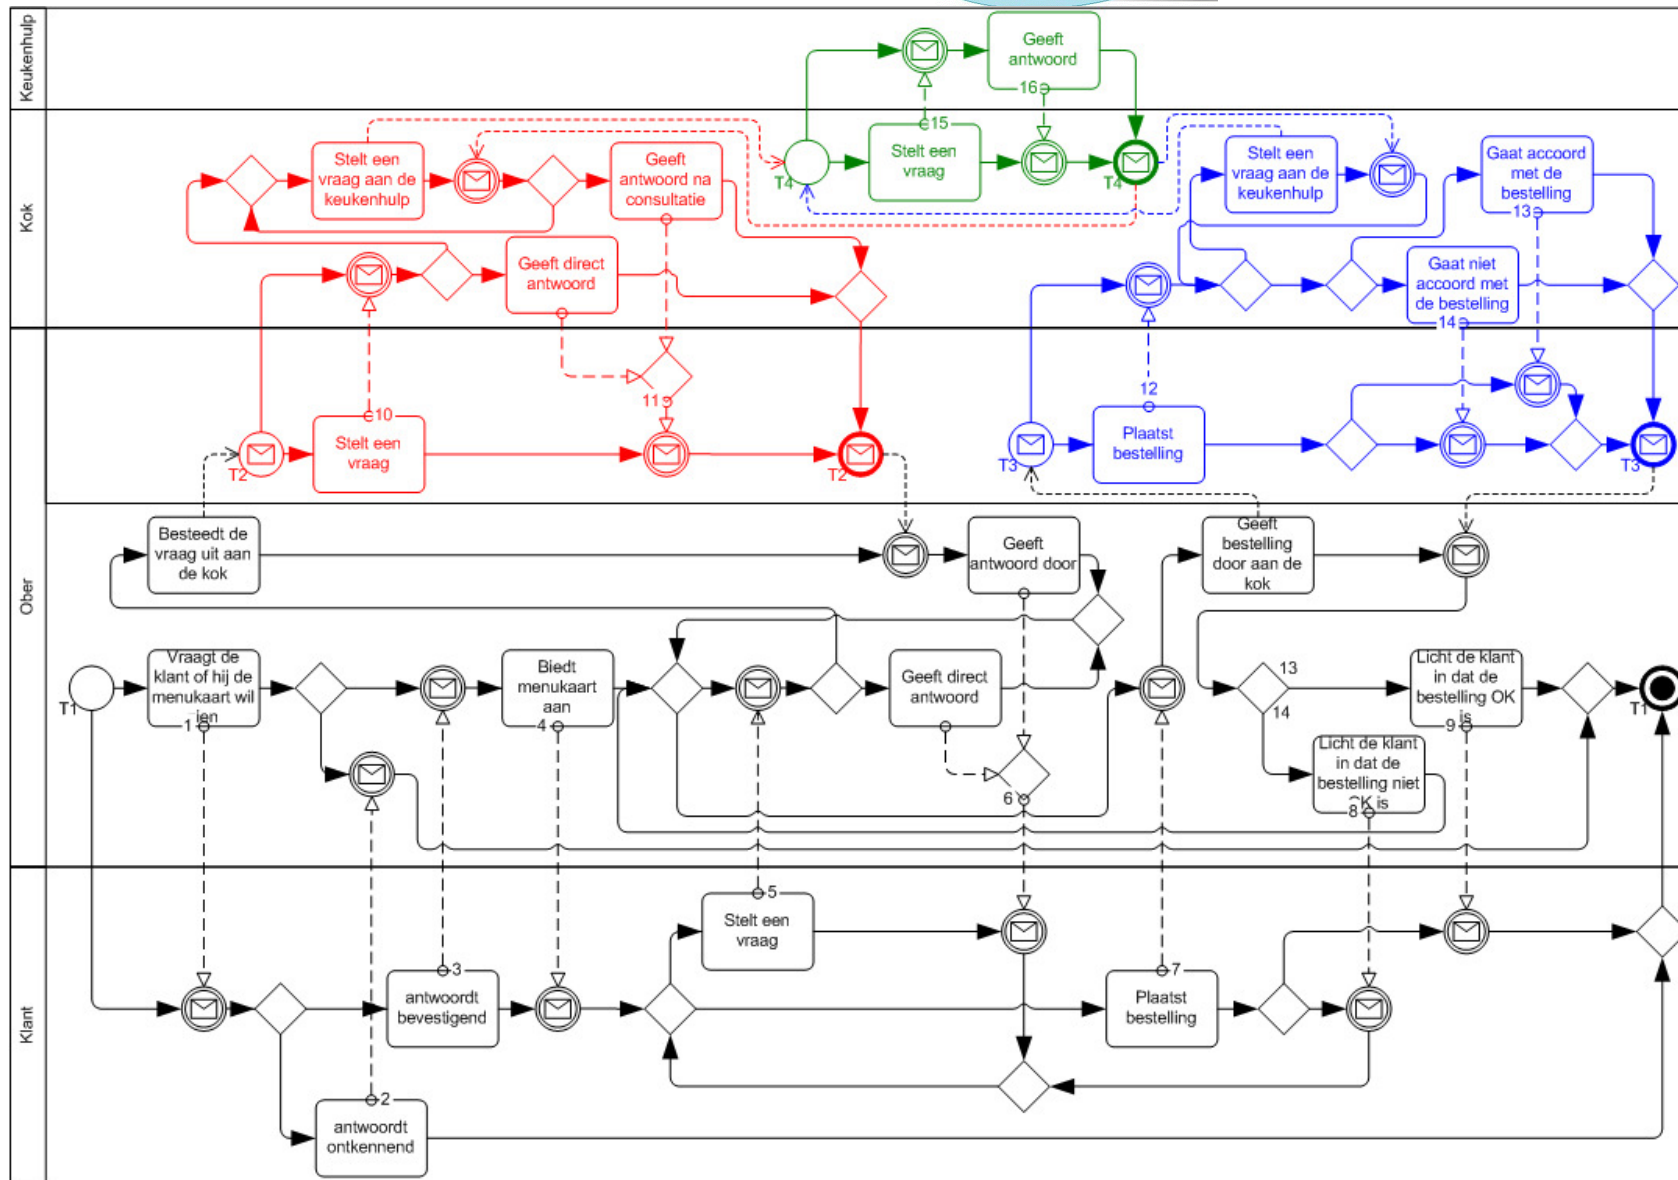 Keukenhulp
Geeft
antwoord
16
15
Stelt een
vraag
T4
T4
Kok
Stelt een
vraag aan de
keukenhulp
Geeft
antwoord na
consultatie
Geeft direct
antwoord
Stelt een
vraag aan de
keukenhulp
Gaat accoord
met de
bestelling
13
Gaat niet
accoord met
de bestelling
14
Ober
10
Stelt een
vraag
T2
11
T2
12
Plaatst
bestelling
T3
T3
Besteedt de
vraag uit aan
de kok
Geeft
antwoord door
Geeft
bestelling
door aan de
kok
T1
Vraagt de
klant of hij de
menukaart wil
1
Biedt
menukaart
aan
4
Geeft direct
antwoord
6
13
14
Licht de klant
in dat de
bestelling OK
is
9
Licht de klant
in dat de
bestelling niet
is
8
T1
Klant
5
Stelt een
vraag
3
antwoordt
bevestigend
7
Plaatst
bestelling
2
antwoordt
ontkennend